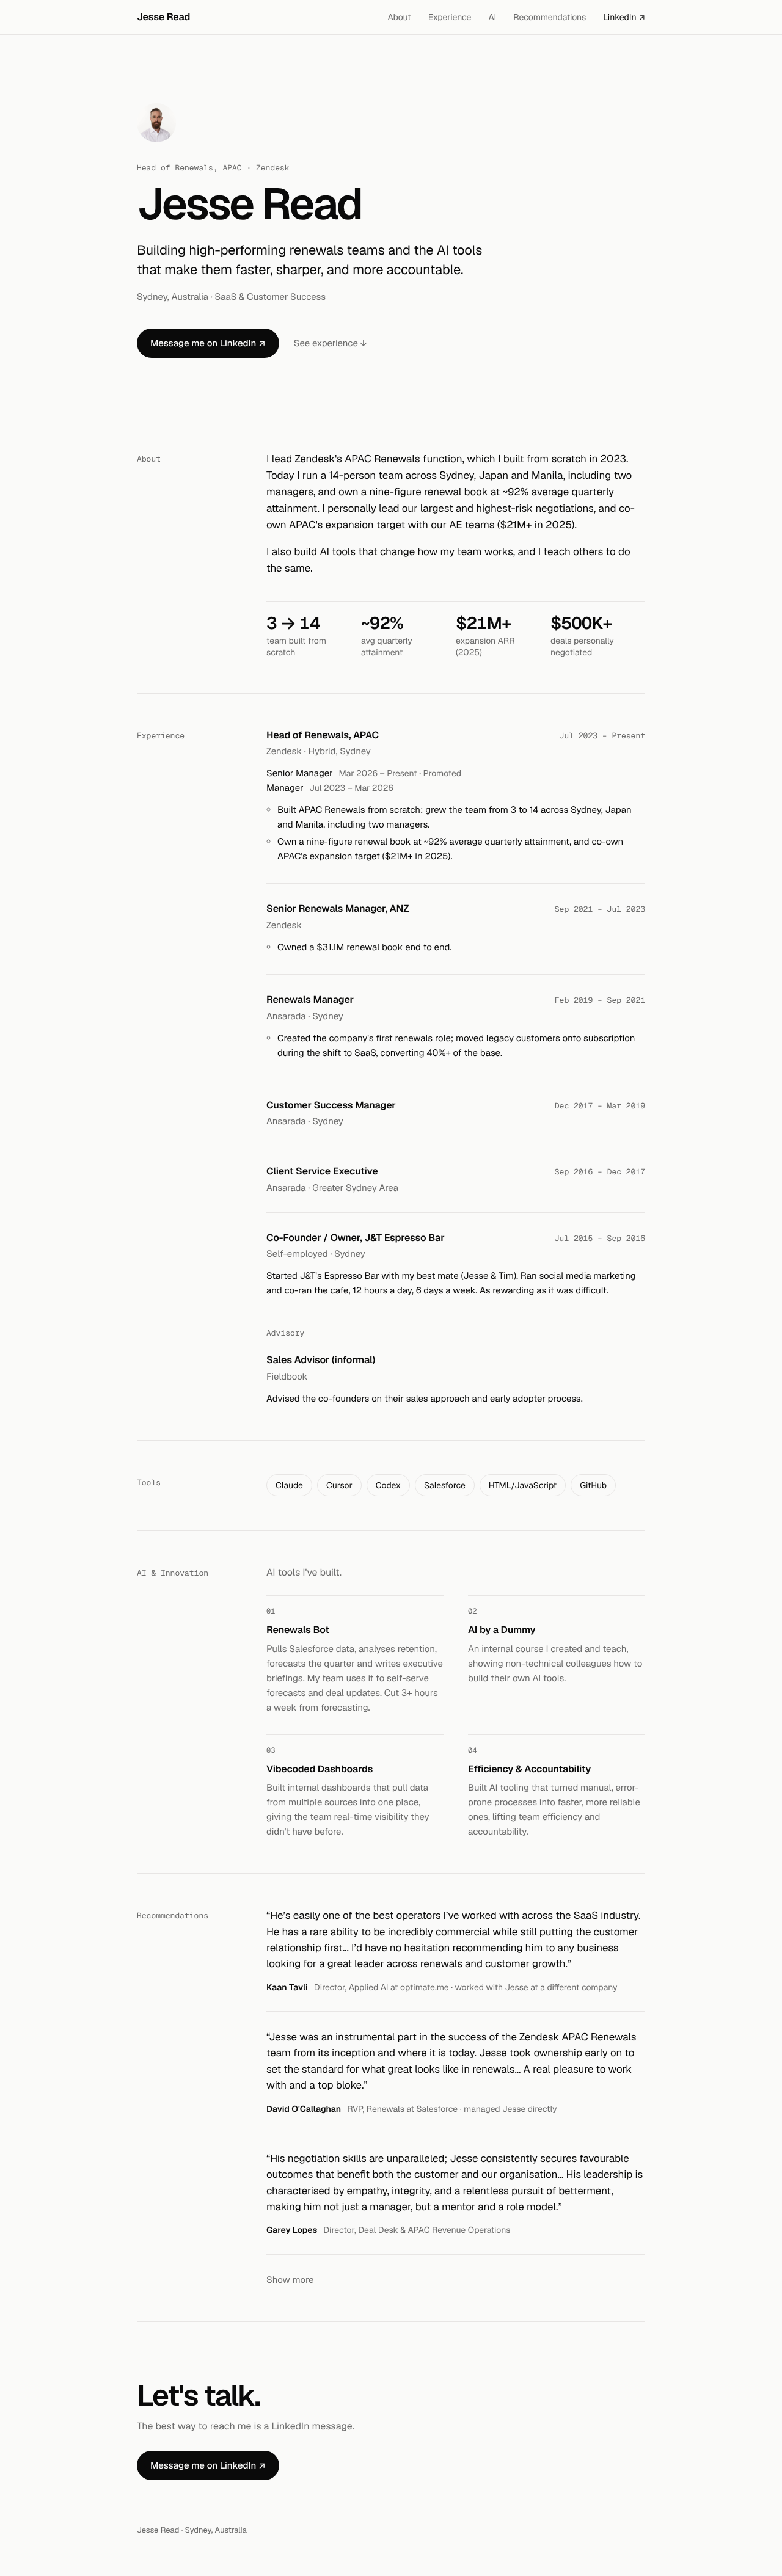 Jesse Read
About Experience AI Recommendations LinkedIn ↗
Head of Renewals, APAC · Zendesk
Jesse Read
Building high-performing renewals teams and the AI tools
that make them faster, sharper, and more accountable.
Sydney, Australia · SaaS & Customer Success
Message me on LinkedIn ↗
See experience ↓
About
I lead Zendesk's APAC Renewals function, which I built from scratch in 2023.
Today I run a 14-person team across Sydney, Japan and Manila, including two
managers, and own a nine-figure renewal book at ~92% average quarterly
attainment. I personally lead our largest and highest-risk negotiations, and co-
own APAC's expansion target with our AE teams ($21M+ in 2025).
I also build AI tools that change how my team works, and I teach others to do
the same.
3 → 14
team built from
scratch
~92%
avg quarterly
attainment
$21M+
expansion ARR
(2025)
$500K+
deals personally
negotiated
Experience
Head of Renewals, APAC
Jul 2023 – Present
Zendesk · Hybrid, Sydney
Senior Manager Mar 2026 – Present · Promoted
Manager Jul 2023 – Mar 2026
Built APAC Renewals from scratch: grew the team from 3 to 14 across Sydney, Japan
and Manila, including two managers.
Own a nine-figure renewal book at ~92% average quarterly attainment, and co-own
APAC's expansion target ($21M+ in 2025).
Senior Renewals Manager, ANZ
Sep 2021 – Jul 2023
Zendesk
Owned a $31.1M renewal book end to end.
Renewals Manager
Feb 2019 – Sep 2021
Ansarada · Sydney
Created the company's first renewals role; moved legacy customers onto subscription
during the shift to SaaS, converting 40%+ of the base.
Customer Success Manager
Dec 2017 – Mar 2019
Ansarada · Sydney
Client Service Executive
Sep 2016 – Dec 2017
Ansarada · Greater Sydney Area
Co-Founder / Owner, J&T Espresso Bar
Jul 2015 – Sep 2016
Self-employed · Sydney
Started J&T's Espresso Bar with my best mate (Jesse & Tim). Ran social media marketing
and co-ran the cafe, 12 hours a day, 6 days a week. As rewarding as it was difficult.
Advisory
Sales Advisor (informal)
Fieldbook
Advised the co-founders on their sales approach and early adopter process.
Tools
Claude Cursor Codex Salesforce HTML/JavaScript GitHub
AI & Innovation
AI tools I've built.
01
Renewals Bot
Pulls Salesforce data, analyses retention,
forecasts the quarter and writes executive
briefings. My team uses it to self-serve
forecasts and deal updates. Cut 3+ hours
a week from forecasting.
02
AI by a Dummy
An internal course I created and teach,
showing non-technical colleagues how to
build their own AI tools.
03
Vibecoded Dashboards
Built internal dashboards that pull data
from multiple sources into one place,
giving the team real-time visibility they
didn't have before.
04
Efficiency & Accountability
Built AI tooling that turned manual, error-
prone processes into faster, more reliable
ones, lifting team efficiency and
accountability.
Recommendations
“He’s easily one of the best operators I’ve worked with across the SaaS industry.
He has a rare ability to be incredibly commercial while still putting the customer
relationship first… I’d have no hesitation recommending him to any business
looking for a great leader across renewals and customer growth.”
Kaan Tavli Director, Applied AI at optimate.me · worked with Jesse at a different company
“Jesse was an instrumental part in the success of the Zendesk APAC Renewals
team from its inception and where it is today. Jesse took ownership early on to
set the standard for what great looks like in renewals… A real pleasure to work
with and a top bloke.”
David O'Callaghan RVP, Renewals at Salesforce · managed Jesse directly
“His negotiation skills are unparalleled; Jesse consistently secures favourable
outcomes that benefit both the customer and our organisation… His leadership is
characterised by empathy, integrity, and a relentless pursuit of betterment,
making him not just a manager, but a mentor and a role model.”
Garey Lopes Director, Deal Desk & APAC Revenue Operations
Show more
Let's talk.
The best way to reach me is a LinkedIn message.
Message me on LinkedIn ↗
Jesse Read · Sydney, Australia